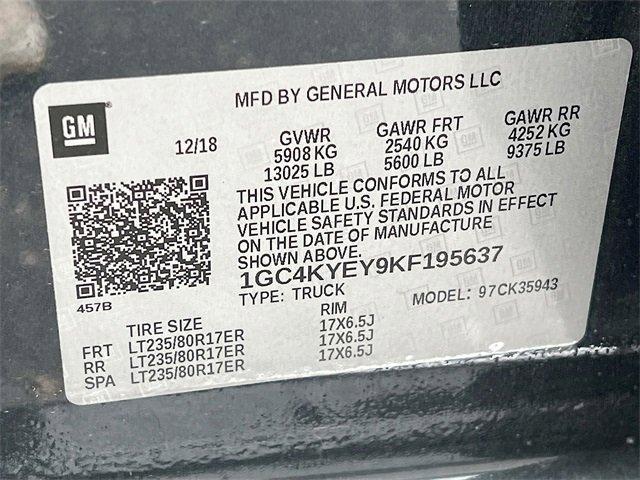 MFD BY GENERAL MOTORS LLC
GM
12/18
GVWR
5908 KG
13025 LB
GAWR FRT
2540 KG
5600 LB
GAWR RR
4252 KG
9375 LB
THIS VEHICLE CONFORMS TO ALL
APPLICABLE U.S. FEDERAL MOTOR
VEHICLE SAFETY STANDARDS IN EFFECT
ON THE DATE OF MANUFACTURE
SHOWN ABOVE.
1GC4KYEY9KF195637
TYPE: TRUCK
MODEL: 97CK35943
457B
TIRE SIZE RIM
FRT LT235/80R17ER 17X6.5J
RR LT235/80R17ER 17X6.5J
SPA LT235/80R17ER 17X6.5J